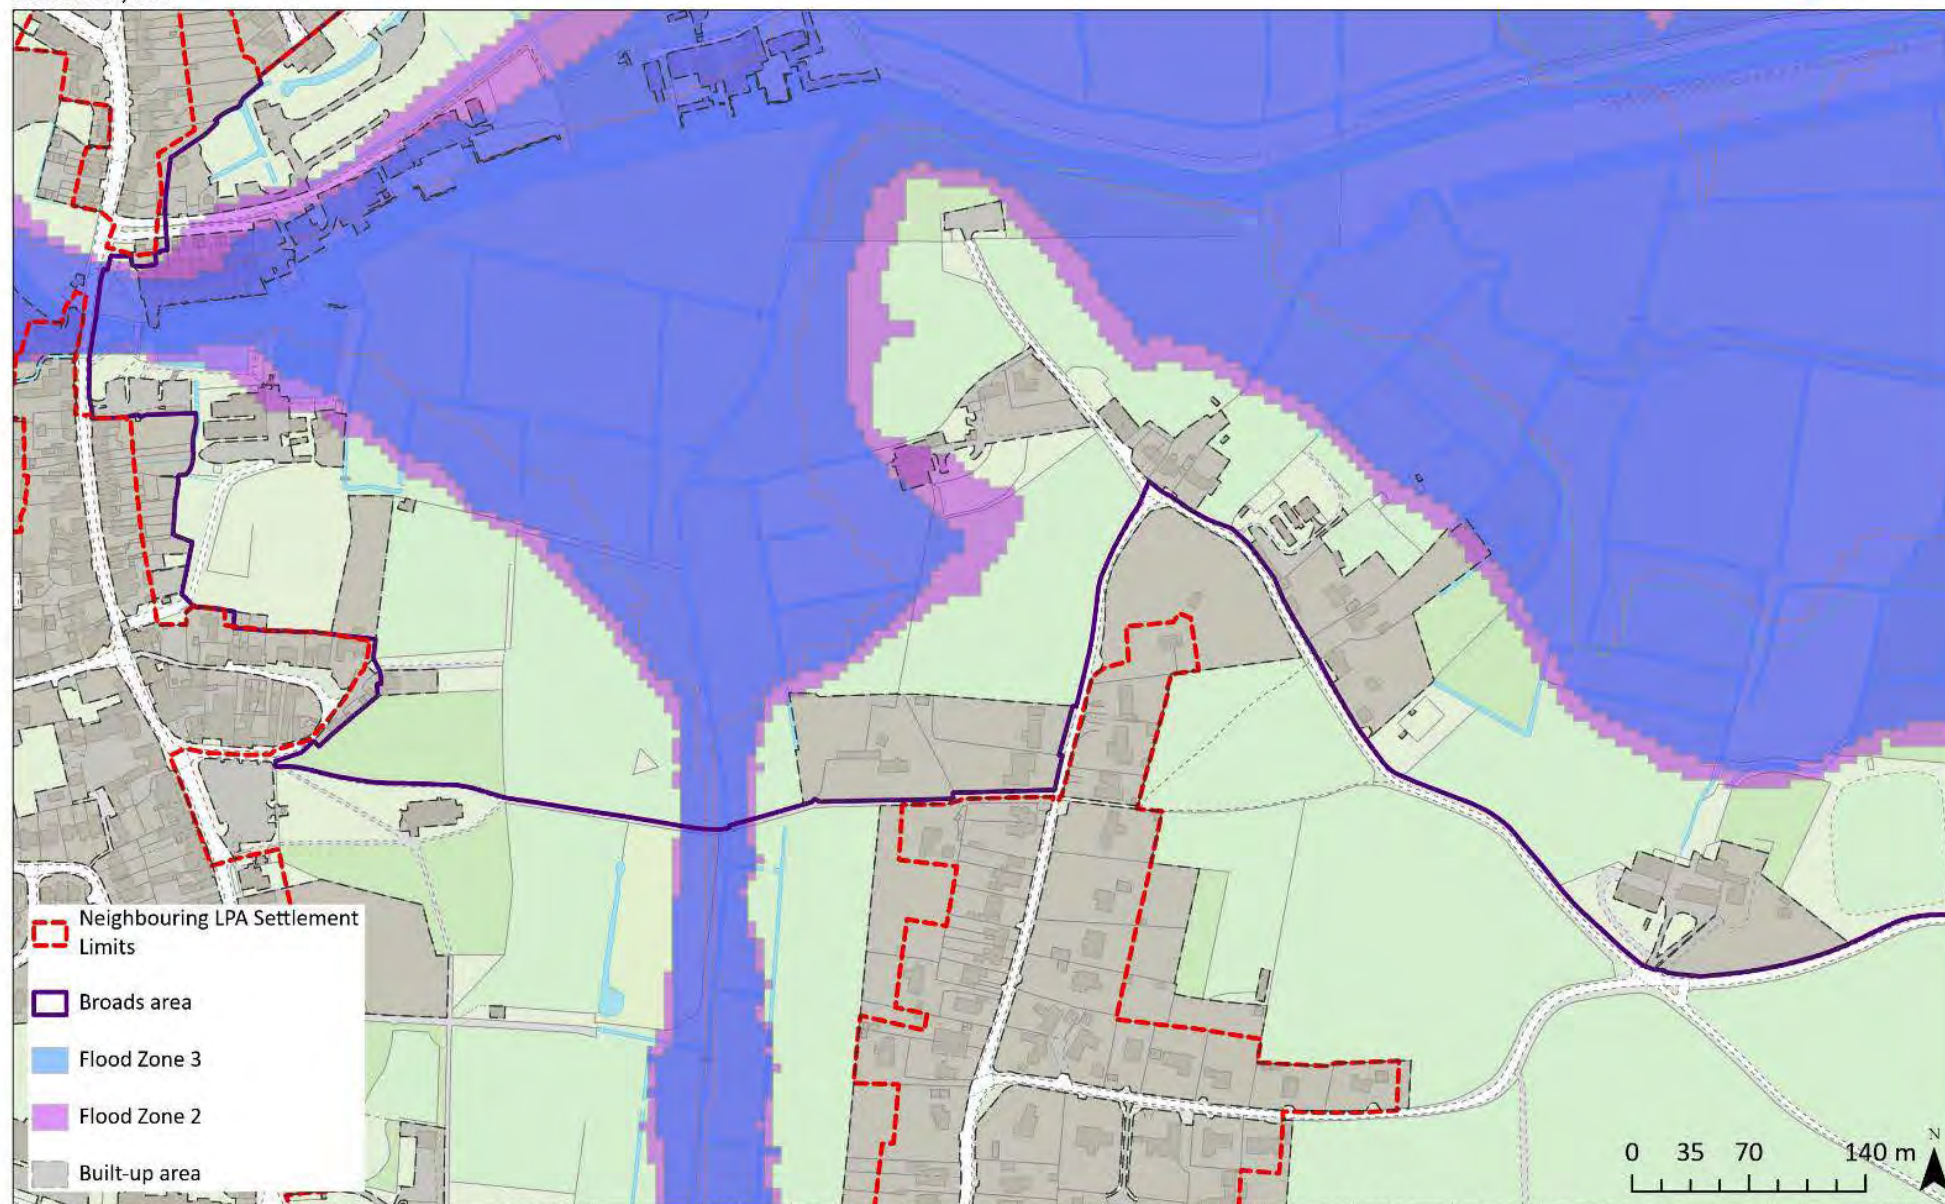 Neighbouring LPA Settlement
Limits
Broads area
Flood Zone 3
Flood Zone 2
Built-up area
0 35 70 140 m
N